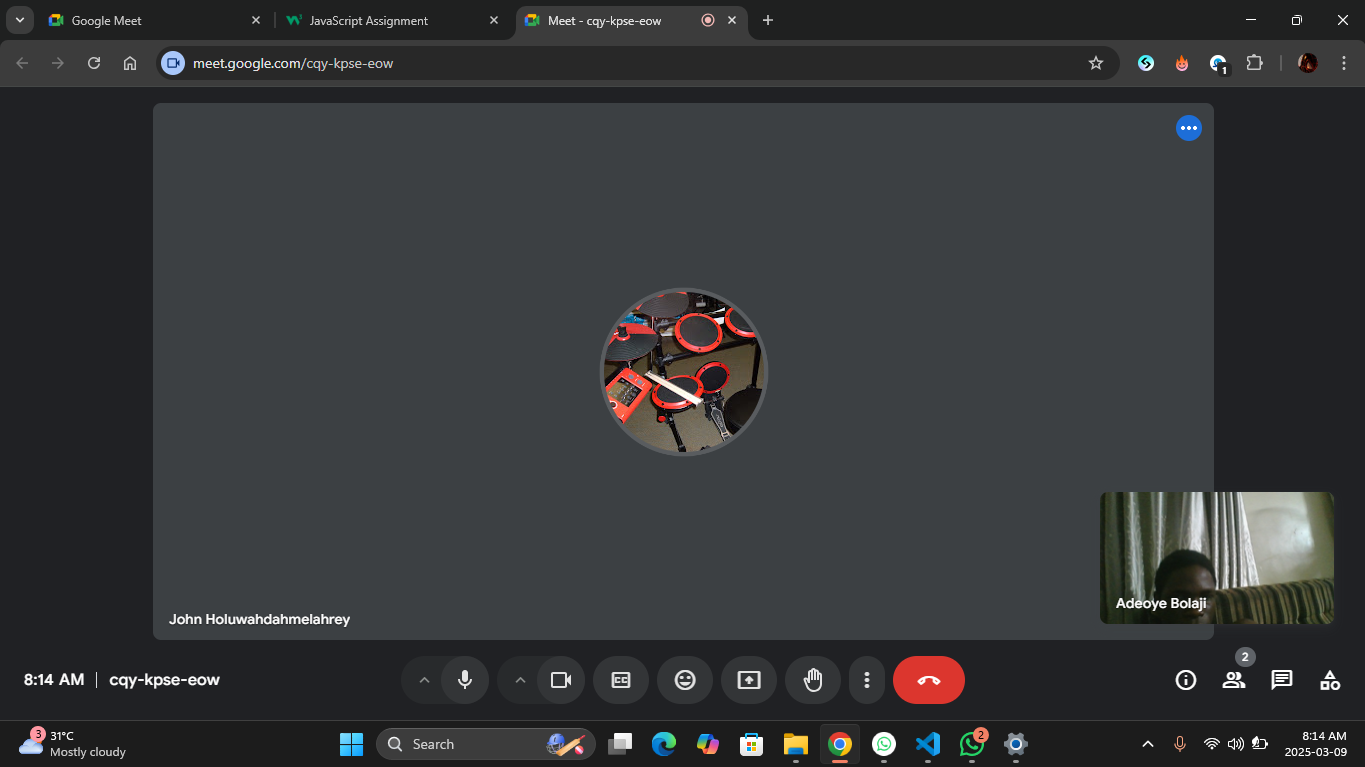 Google Meet
JavaScript Assignment
Meet - cqy-kpse-eow
meet.google.com/cqy-kpse-eow
1
John Holuwahdahmelahrey
Adeoye Bolaji
8:14 AM | cqy-kpse-eow
CC
2
3
31°C
Mostly cloudy
Search
2
8:14 AM
2025-03-09